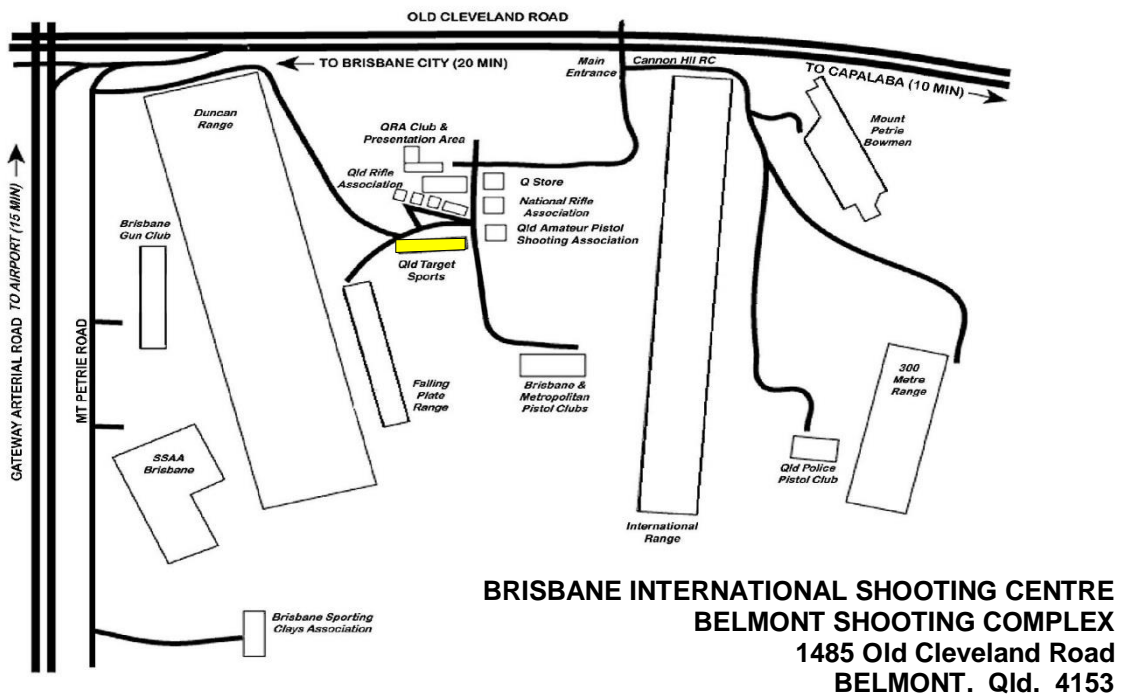 OLD CLEVELAND ROAD
TO BRISBANE CITY (20 MIN)
Main
Entrance
Cannon Hill RC
TO CAPALABA (10 MIN)
Duncan
Range
QRA Club &
Presentation Area
Mount
Petrie
Bowmen
Qld Rifle
Association
Q Store
National Rifle
Association
Qld Amateur Pistol
Shooting Association
Brisbane
Gun Club
Qld Target
Sports
GATEWAY ARTERIAL ROAD TO AIRPORT (15 MIN)
MT PETRIE ROAD
Falling
Plate
Range
Brisbane &
Metropolitan
Pistol Clubs
300
Metre
Range
SSAA
Brisbane
Qld Police
Pistol Club
International
Range
Brisbane Sporting
Clays Association
BRISBANE INTERNATIONAL SHOOTING CENTRE
BELMONT SHOOTING COMPLEX
1485 Old Cleveland Road
BELMONT. Qld. 4153